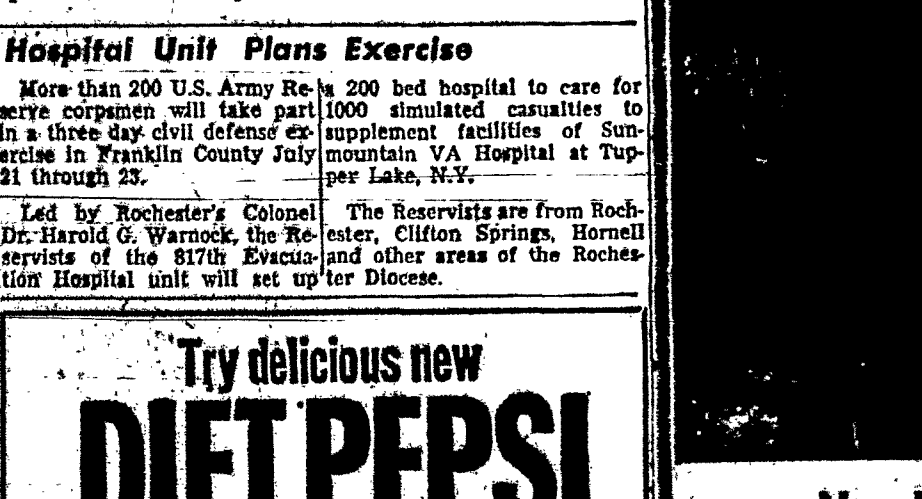 Hospital Unit Plans Exercise
More than 200 U.S. Army Re-
serve corpsmen will take part
in a three day civil defense ex-
ercise in Franklin County July
21 through 23.
Led by Rochester's Colonel
Dr. Harold G. Warnock, the Re-
servists of the 817th Evacua-
tion Hospital unit will set up
a 200 bed hospital to care for
1000 simulated casualties to
supplement facilities of Sun-
mountain VA Hospital at Tup-
per Lake, N.Y.
The Reservists are from Roch-
ester, Clifton Springs, Hornell
and other areas of the Roches-
ter Diocese.
Try delicious new
DIET PEPSI